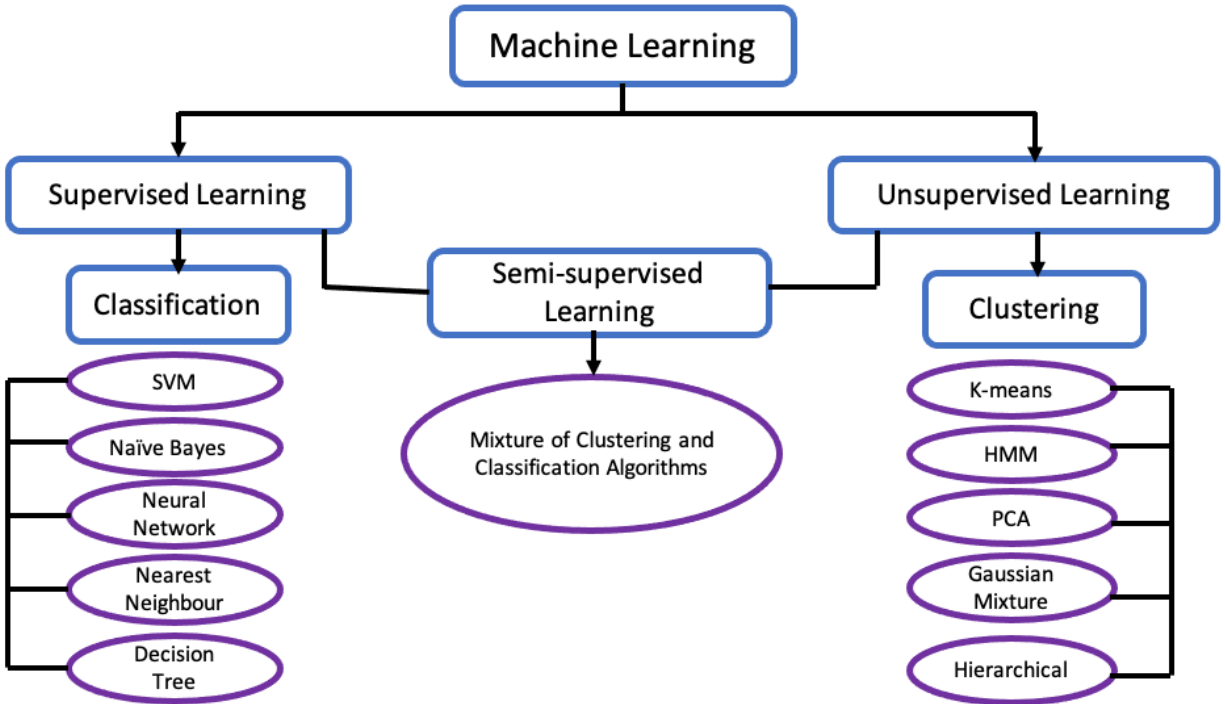 Machine Learning
Supervised Learning
Unsupervised Learning
Semi-supervised
Learning
Classification
Clustering
SVM
Naïve Bayes
Neural
Network
Nearest
Neighbour
Decision
Tree
Mixture of Clustering and
Classification Algorithms
K-means
HMM
PCA
Gaussian
Mixture
Hierarchical